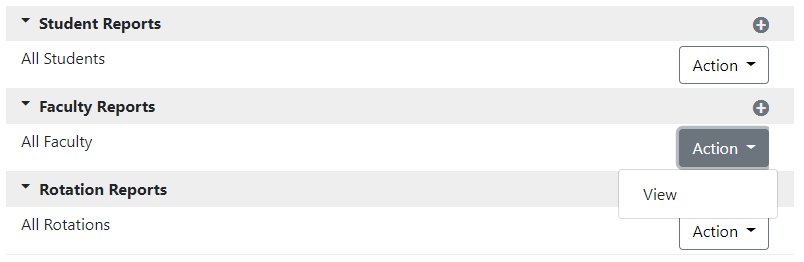 Student Reports
All Students
Action
Faculty Reports
All Faculty
Action
View
Rotation Reports
All Rotations
Action